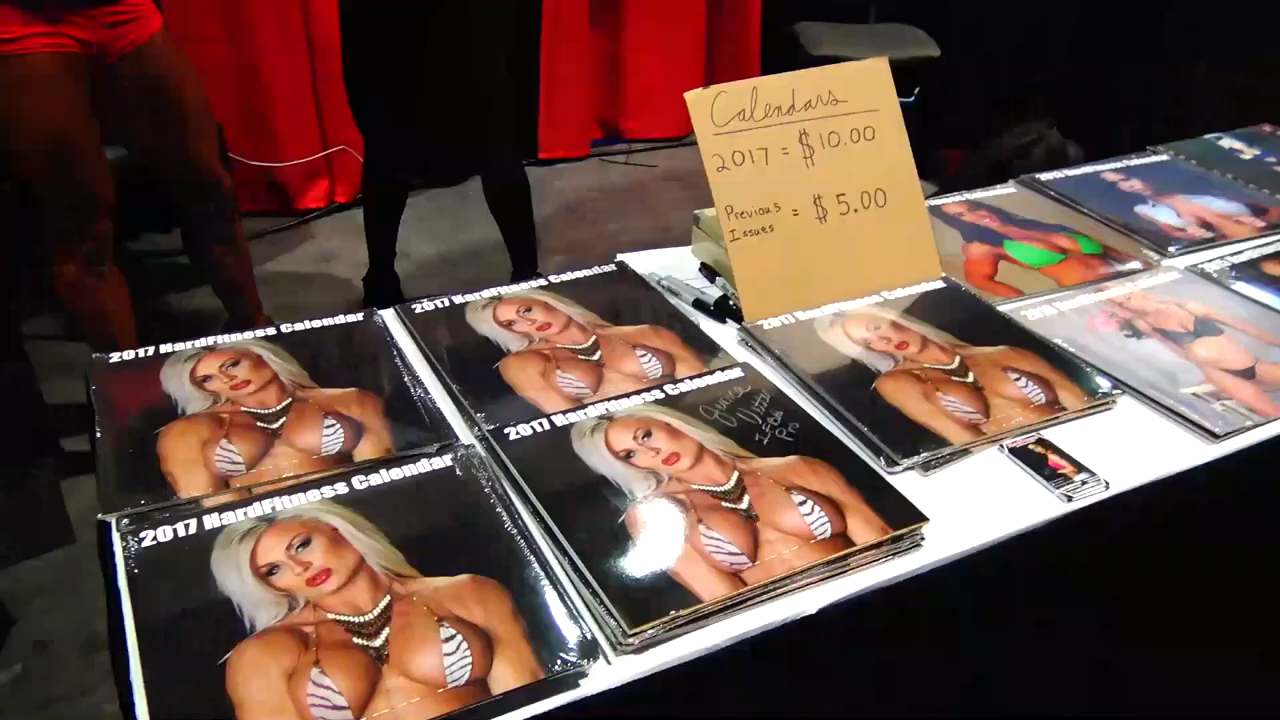 Calendars
2017 = $10.00
Previous Issues = $5.00
2017 HardFitness Calendar
2017 HardFitness Calendar
2017 HardFitness Calendar
2017 HardFitness Calendar
IFBB
Pro
2017 HardFitness Calendar